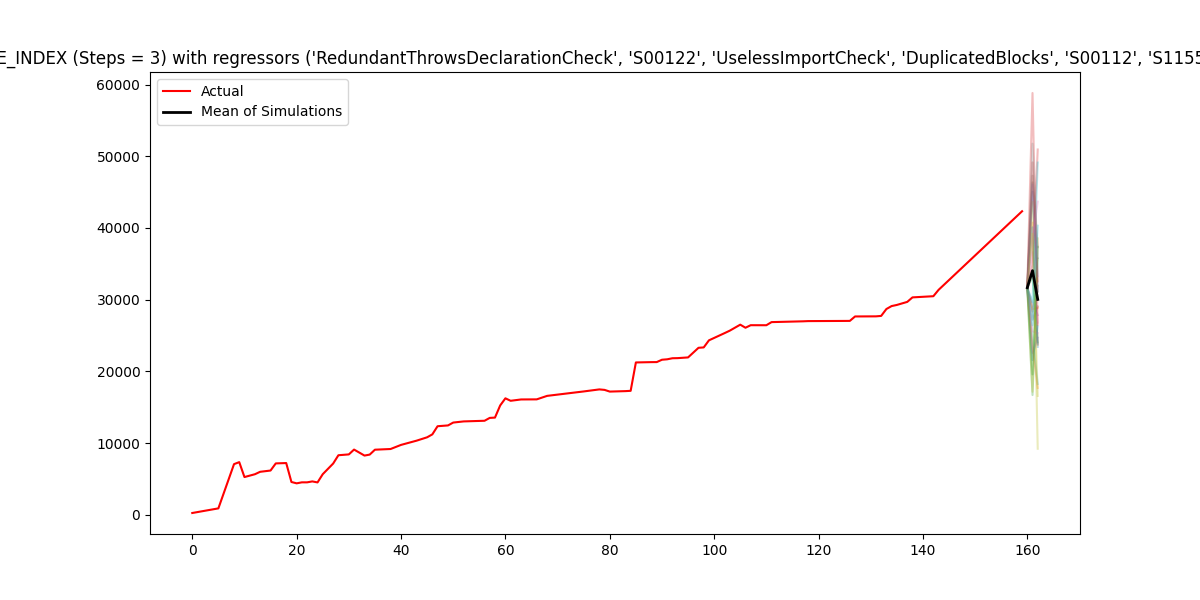 E_INDEX (Steps = 3) with regressors ('RedundantThrowsDeclarationCheck', 'S00122', 'UselessImportCheck', 'DuplicatedBlocks', 'S00112', 'S1155
Actual
Mean of Simulations
60000
50000
40000
30000
20000
10000
0
0 20 40 60 80 100 120 140 160